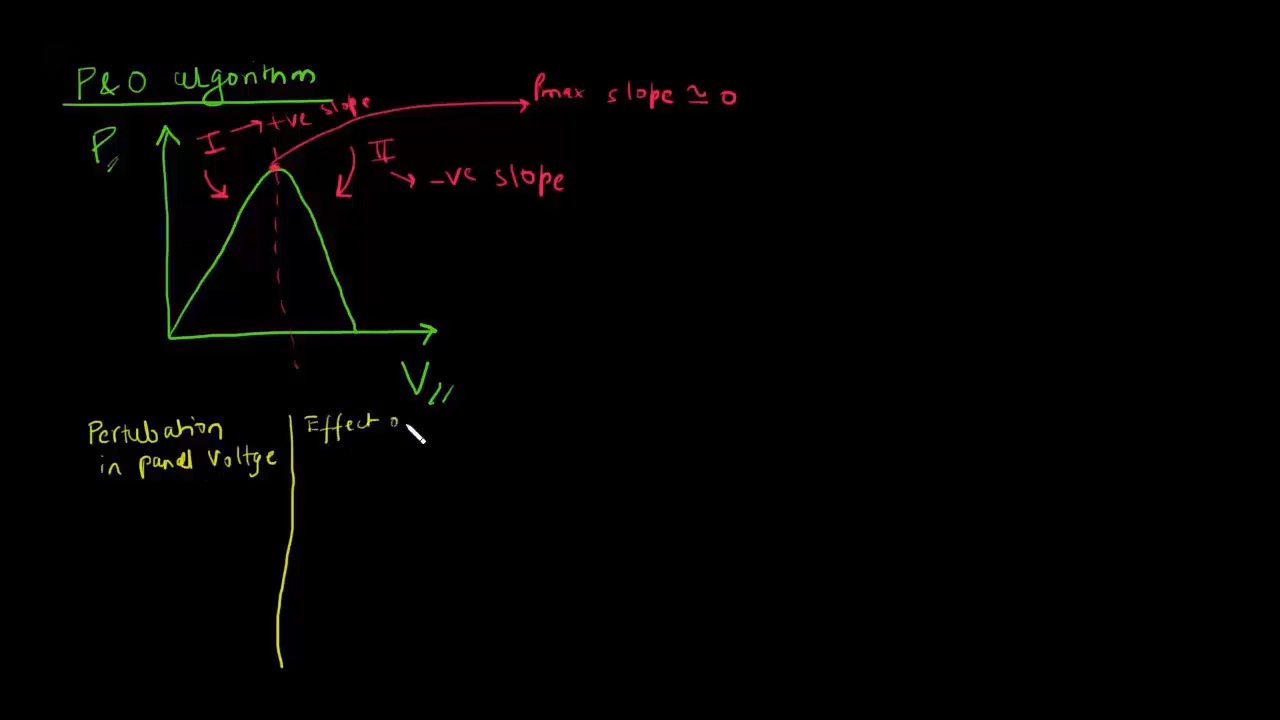 P&O algorithm
Pmax slope ≃ 0
I → +ve slope
P
II
→ -ve slope
V
Pertubation
in panel Voltge
Effect o